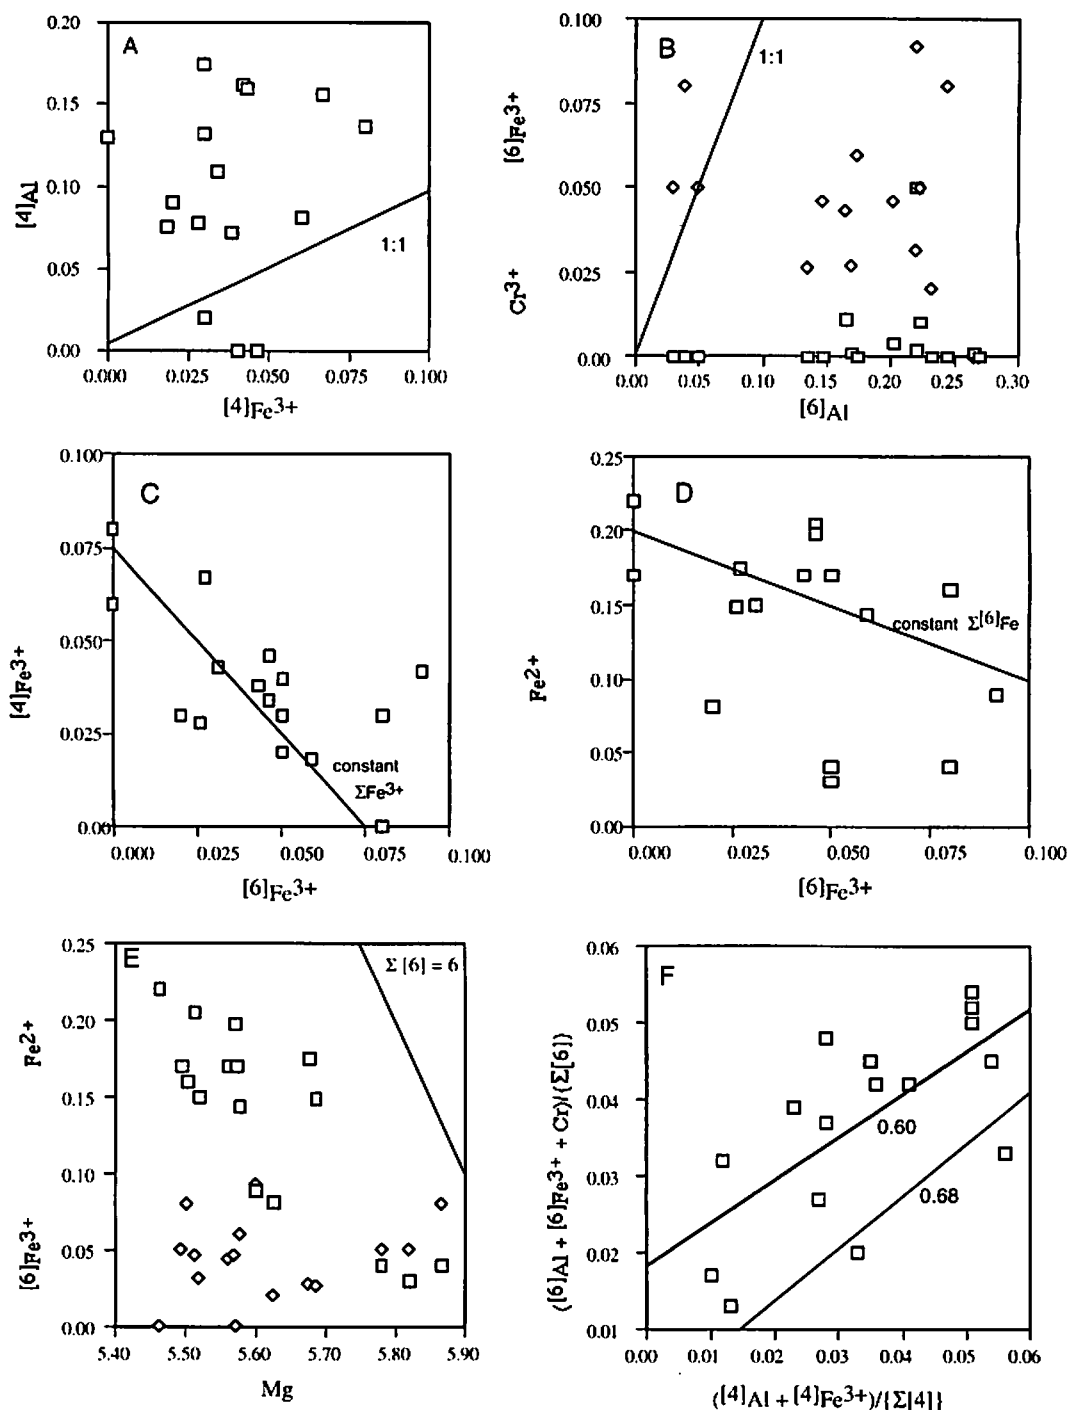 A
0.20
0.15
0.10
0.05
0.00
[4]Al
1:1
0.000 0.025 0.050 0.075 0.100
[4]Fe3+
B
0.100
0.075
0.050
0.025
0.00
[6]Fe3+
Cr3+
1:1
0.00 0.05 0.10 0.15 0.20 0.25 0.30
[6]Al
C
0.100
0.075
0.050
0.025
0.00
[4]Fe3+
constant
ΣFe3+
0.000 0.025 0.050 0.075 0.100
[6]Fe3+
D
0.25
0.20
0.15
0.10
0.05
0.00
Fe2+
constant Σ[6]Fe
0.000 0.025 0.050 0.075 0.100
[6]Fe3+
E
0.25
0.20
0.15
0.10
0.05
0.00
Fe2+
[6]Fe3+
Σ [6] = 6
5.40 5.50 5.60 5.70 5.80 5.90
Mg
F
0.06
0.05
0.04
0.03
0.02
0.01
([6]Al + [6]Fe3+ + Cr)/{Σ[6]}
0.60
0.68
0.00 0.01 0.02 0.03 0.04 0.05 0.06
([4]Al + [4]Fe3+)/{Σ[4]}